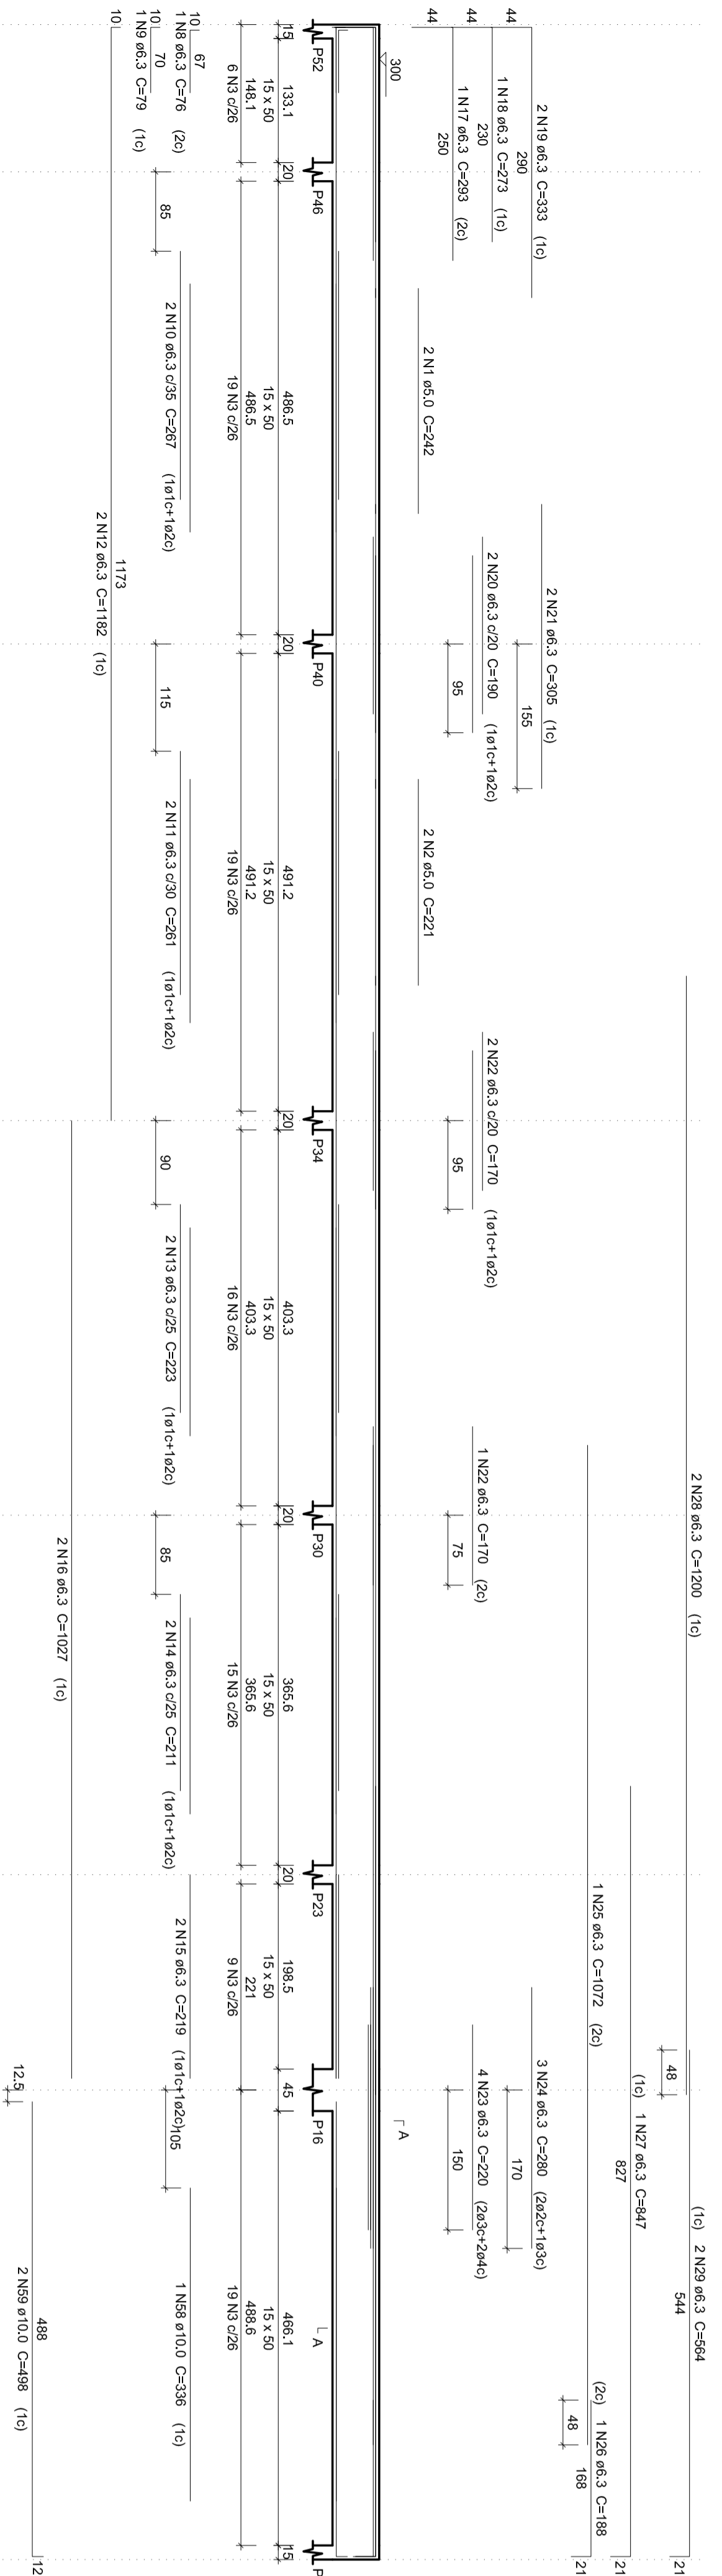 2 N28 ø6.3 C=1200 (1c)
(1c) 2 N29 ø6.3 C=564
544
21
48
(1c) 1 N27 ø6.3 C=847
827
21
1 N25 ø6.3 C=1072 (2c)
(2c) 1 N26 ø6.3 C=188
168
21
48
2 N19 ø6.3 C=333 (1c)
290
44
2 N21 ø6.3 C=305 (1c)
155
3 N24 ø6.3 C=280 (2ø2c+1ø3c)
170
1 N18 ø6.3 C=273 (1c)
230
44
2 N20 ø6.3 c/20 C=190 (1ø1c+1ø2c)
95
2 N22 ø6.3 c/20 C=170 (1ø1c+1ø2c)
95
1 N22 ø6.3 C=170 (2c)
75
4 N23 ø6.3 C=220 (2ø3c+2ø4c)
150
1 N17 ø6.3 C=293 (2c)
250
44
2 N1 ø5.0 C=242
2 N2 ø5.0 C=221
A
300
P52
P46
P40
P34
P30
P23
P16
A
P
15
133.1
20
486.5
20
491.2
20
403.3
20
365.6
20
198.5
45
466.1
15
15 x 50
15 x 50
15 x 50
15 x 50
15 x 50
15 x 50
15 x 50
148.1
486.5
491.2
403.3
365.6
221
488.6
6 N3 c/26
19 N3 c/26
19 N3 c/26
16 N3 c/26
15 N3 c/26
9 N3 c/26
19 N3 c/26
67
10
1 N8 ø6.3 C=76 (2c)
70
10
1 N9 ø6.3 C=79 (1c)
2 N10 ø6.3 c/35 C=267 (1ø1c+1ø2c)
85
2 N11 ø6.3 c/30 C=261 (1ø1c+1ø2c)
115
2 N13 ø6.3 c/25 C=223 (1ø1c+1ø2c)
90
2 N14 ø6.3 c/25 C=211 (1ø1c+1ø2c)
85
2 N15 ø6.3 C=219 (1ø1c+1ø2c)
105
1 N58 ø10.0 C=336 (1c)
1173
10
2 N12 ø6.3 C=1182 (1c)
2 N16 ø6.3 C=1027 (1c)
12.5
488
12
2 N59 ø10.0 C=498 (1c)